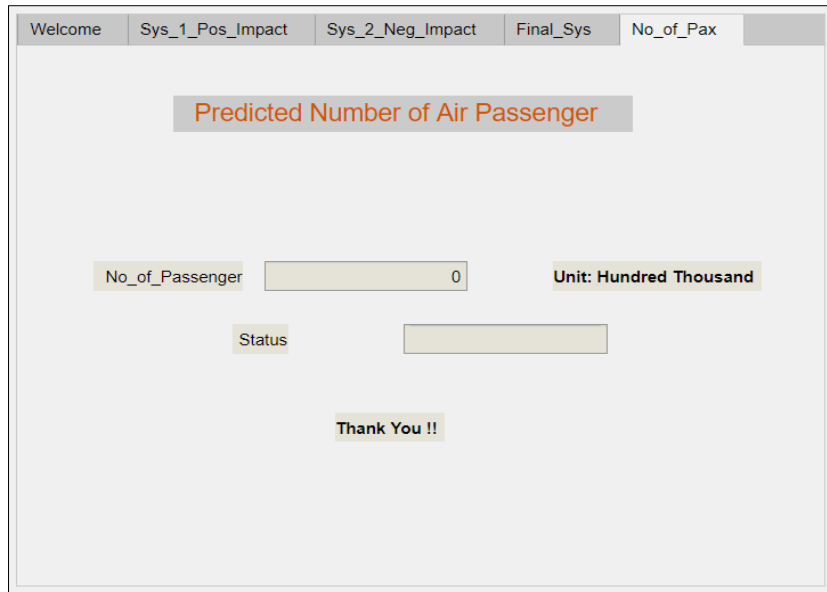 Welcome Sys_1_Pos_Impact Sys_2_Neg_Impact Final_Sys No_of_Pax
Predicted Number of Air Passenger
No_of_Passenger 0 Unit: Hundred Thousand
Status
Thank You !!